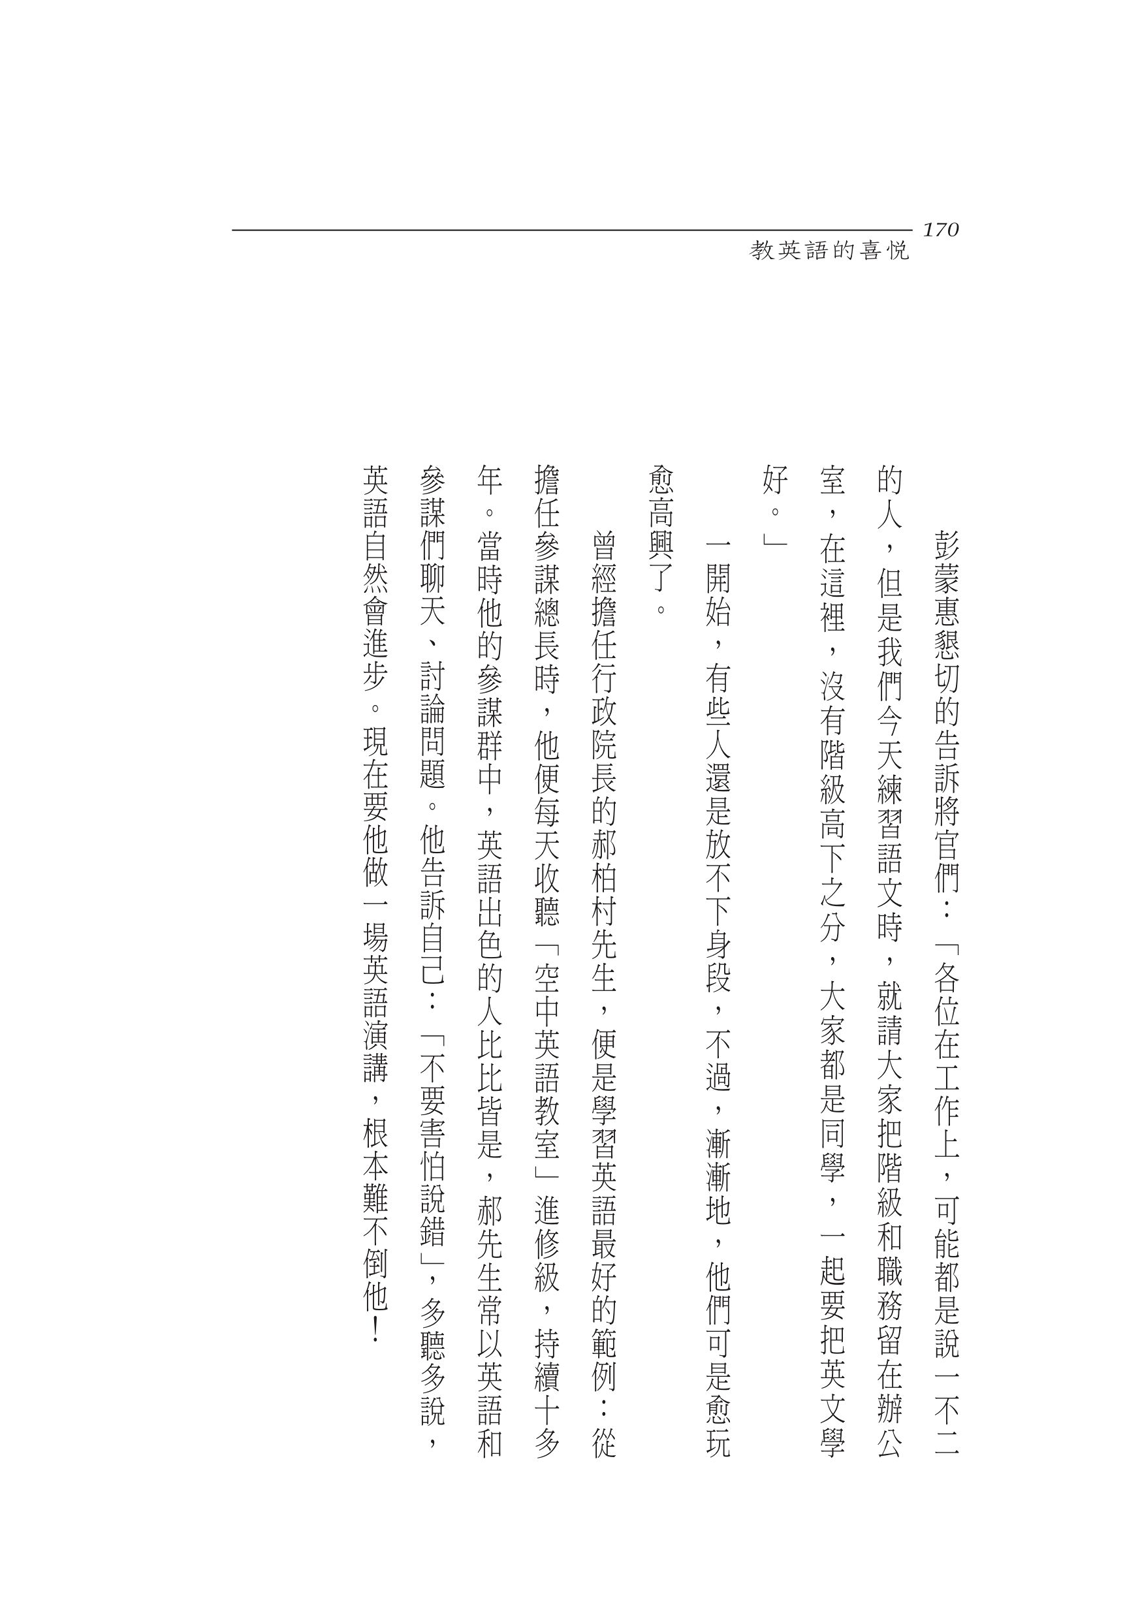 170
教英語的喜悅
彭蒙惠懇切的告訴將官們：「各位在工作上，可能都是說一不二
的人，但是我們今天練習語文時，就請大家把階級和職務留在辦公
室，在這裡，沒有階級高下之分，大家都是同學，一起要把英文學
好。」
一開始，有些人還是放不下身段，不過，漸漸地，他們可是愈玩
愈高興了。
曾經擔任行政院長的郝柏村先生，便是學習英語最好的範例：從
擔任參謀總長時，他便每天收聽「空中英語教室」進修級，持續十多
年。當時他的參謀群中，英語出色的人比比皆是，郝先生常以英語和
參謀們聊天、討論問題。他告訴自己：「不要害怕說錯」，多聽多說，
英語自然會進步。現在要他做一場英語演講，根本難不倒他！